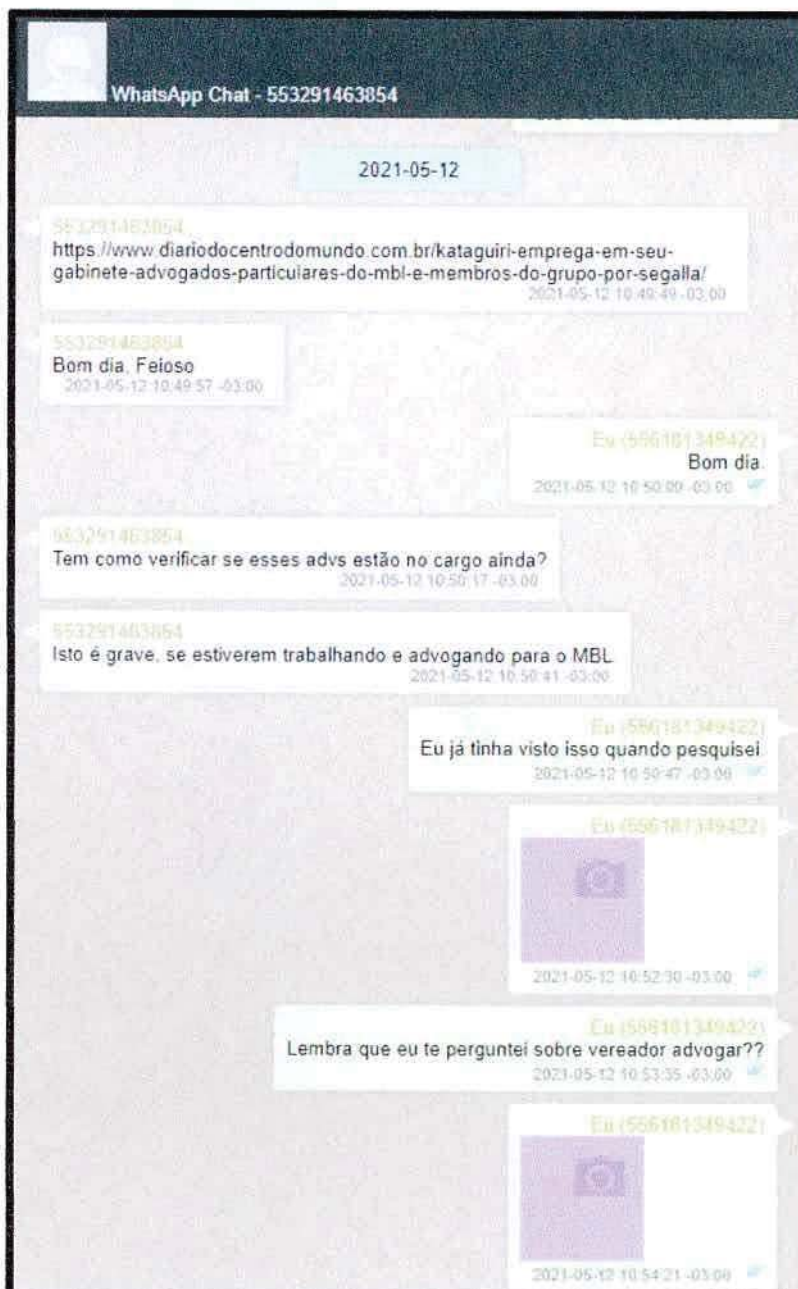 WhatsApp Chat - 553291463854
2021-05-12
553291463854
https://www.diariodocentrodomundo.com.br/kataguiri-emprega-em-seu-
gabinete-advogados-particulares-do-mbl-e-membros-do-grupo-por-segalla/
2021-05-12 10:49:49 -03:00
553291463854
Bom dia, Feioso
2021-05-12 10:49:57 -03:00
Eu (556181349422)
Bom dia.
2021-05-12 10:50:09 -03:00
553291463854
Tem como verificar se esses advs estão no cargo ainda?
2021-05-12 10:50:17 -03:00
553291463854
Isto é grave, se estiverem trabalhando e advogando para o MBL
2021-05-12 10:50:41 -03:00
Eu (556181349422)
Eu já tinha visto isso quando pesquisei
2021-05-12 10:50:47 -03:00
Eu (556181349422)
2021-05-12 10:52:30 -03:00
Eu (556181349422)
Lembra que eu te perguntei sobre vereador advogar??
2021-05-12 10:53:35 -03:00
Eu (556181349422)
2021-05-12 10:54:21 -03:00